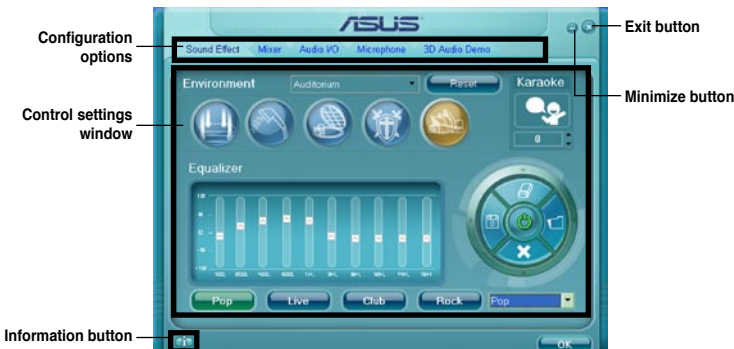 ASUS
Configuration options
Sound Effect Mixer Audio I/O Microphone 3D Audio Demo
Exit button
Minimize button
Control settings window
Environment Auditorium Reset Karaoke
0
Equalizer
Pop Live Club Rock Pop
Information button
i
OK